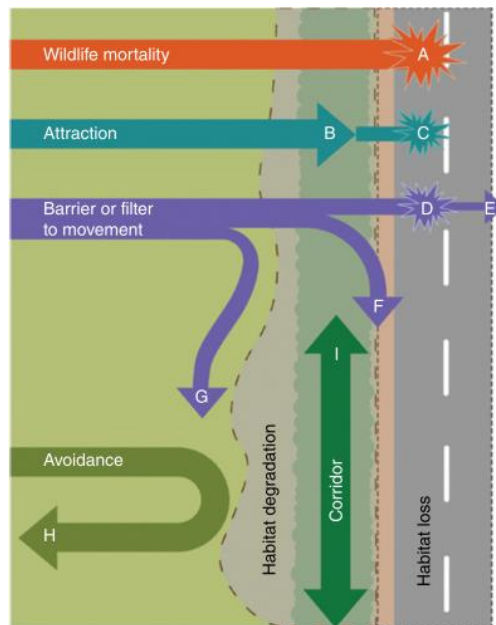 Wildlife mortality
A
Attraction
B
C
Barrier or filter
to movement
D
E
F
G
I
Avoidance
H
Habitat degradation
Corridor
Habitat loss